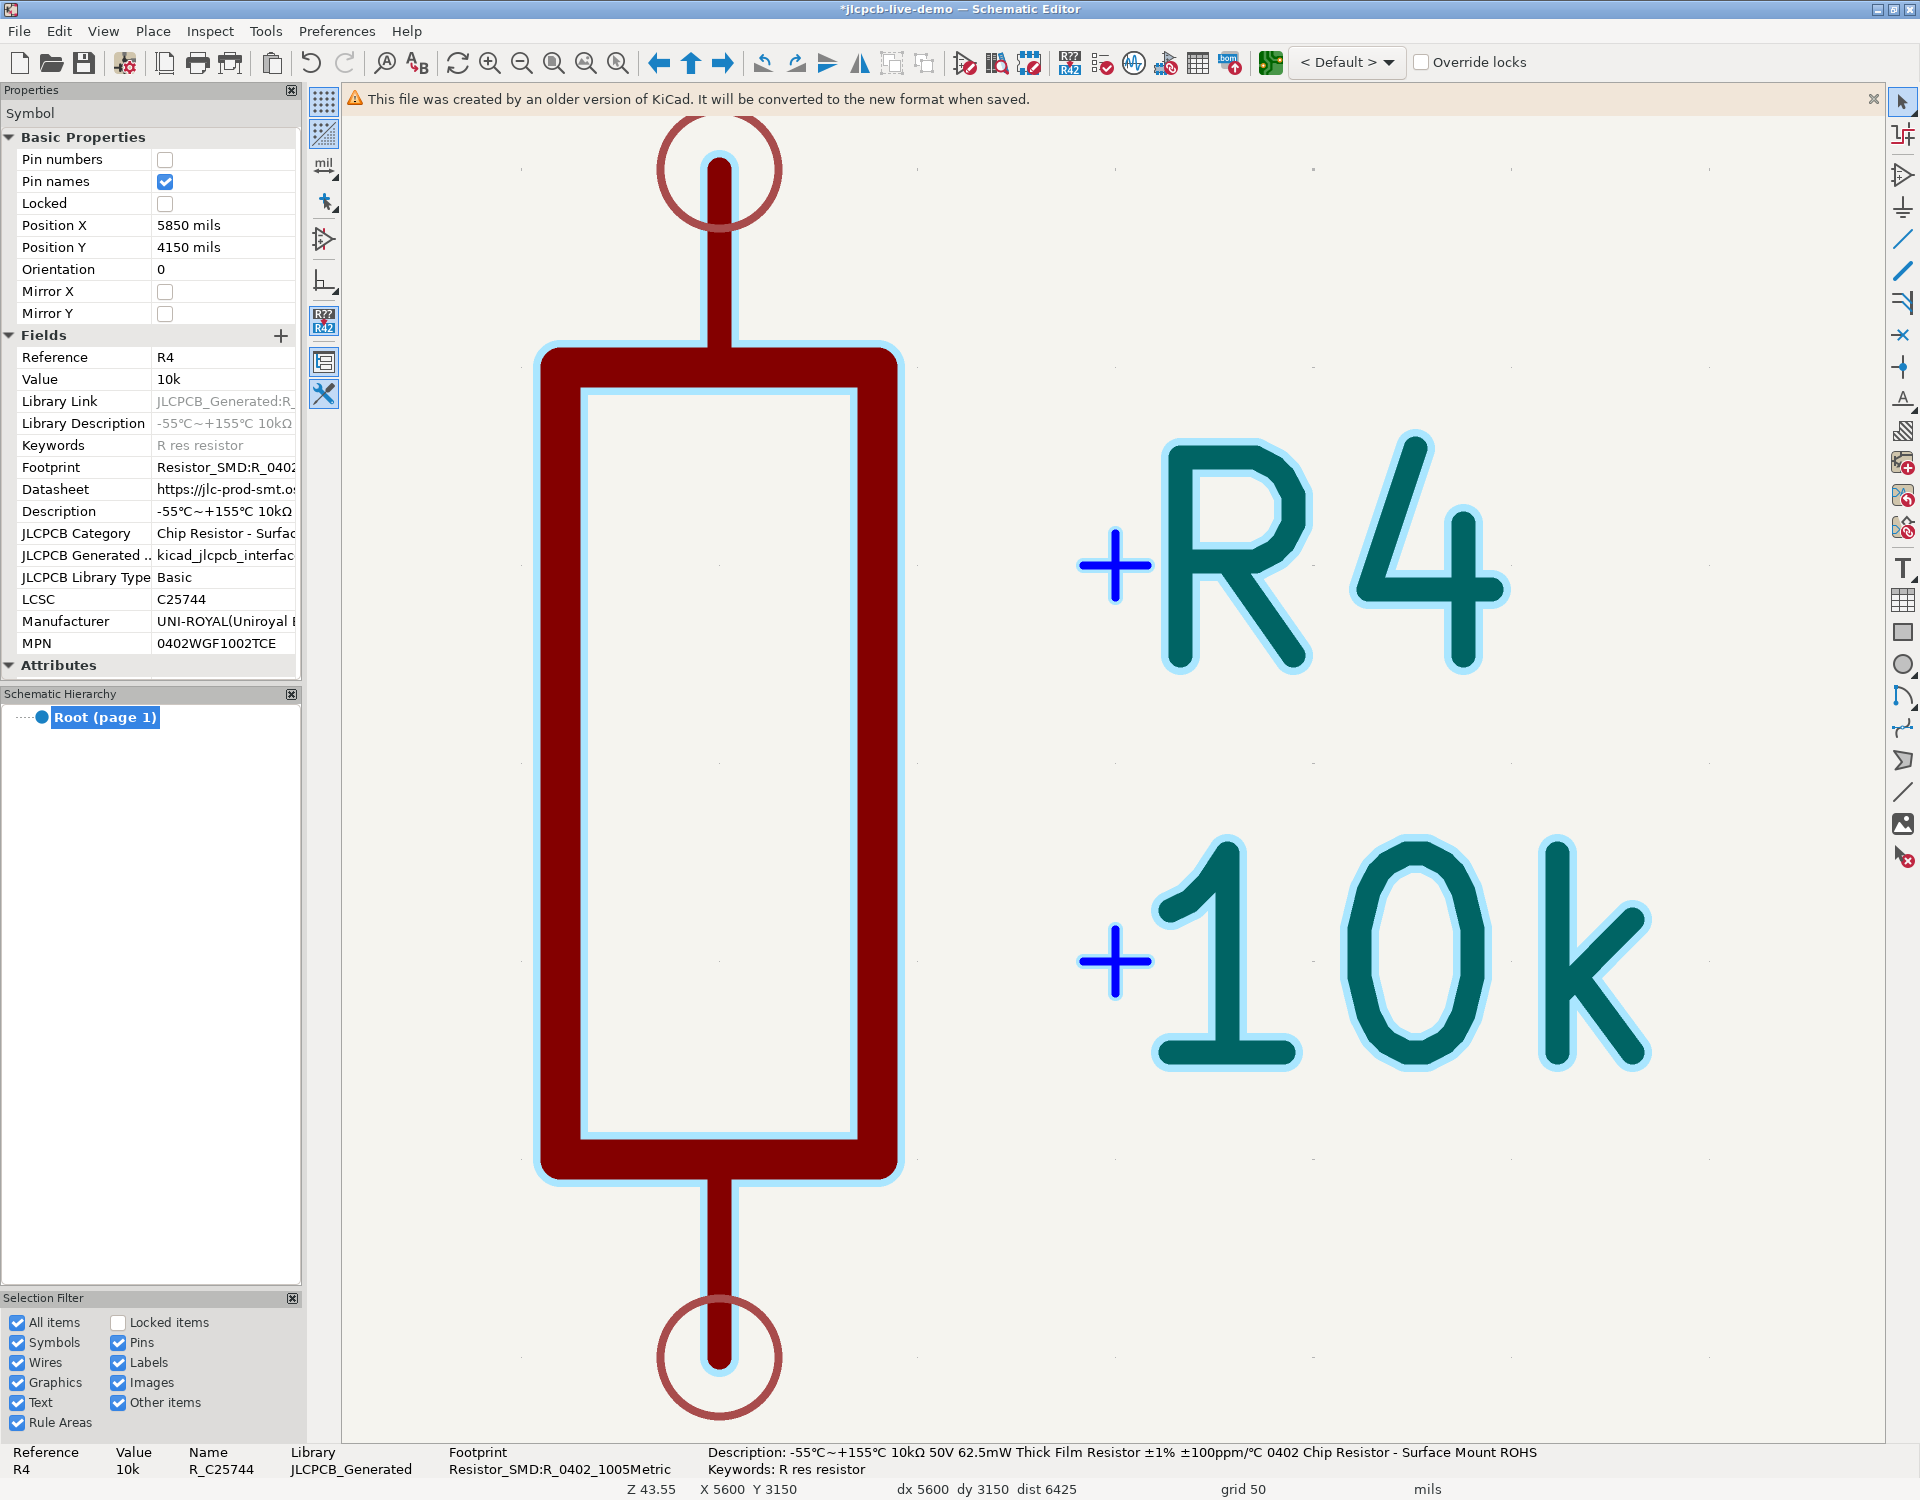 *jlcpcb-live-demo — Schematic Editor
File Edit View Place Inspect Tools Preferences Help
R??
R42
.bom
< Default >
Override locks
Properties
Symbol
This file was created by an older version of KiCad. It will be converted to the new format when saved.
Basic Properties
Pin numbers
Pin names
Locked
Position X 5850 mils
Position Y 4150 mils
Orientation 0
Mirror X
Mirror Y
Fields
Reference R4
Value 10k
Library Link JLCPCB_Generated:R_
Library Description -55℃~+155℃ 10kΩ
Keywords R res resistor
Footprint Resistor_SMD:R_0402
Datasheet https://jlc-prod-smt.os
Description -55℃~+155℃ 10kΩ
JLCPCB Category Chip Resistor - Surfac
JLCPCB Generated .. kicad_jlcpcb_interfac
JLCPCB Library Type Basic
LCSC C25744
Manufacturer UNI-ROYAL(Uniroyal E
MPN 0402WGF1002TCE
Attributes
mil
R??
R42
R4
10k
A
T
Schematic Hierarchy
Root (page 1)
Selection Filter
All items Locked items
Symbols Pins
Wires Labels
Graphics Images
Text Other items
Rule Areas
Reference Value Name Library Footprint Description: -55℃~+155℃ 10kΩ 50V 62.5mW Thick Film Resistor ±1% ±100ppm/℃ 0402 Chip Resistor - Surface Mount ROHS
R4 10k R_C25744 JLCPCB_Generated Resistor_SMD:R_0402_1005Metric Keywords: R res resistor
Z 43.55 X 5600 Y 3150 dx 5600 dy 3150 dist 6425 grid 50 mils